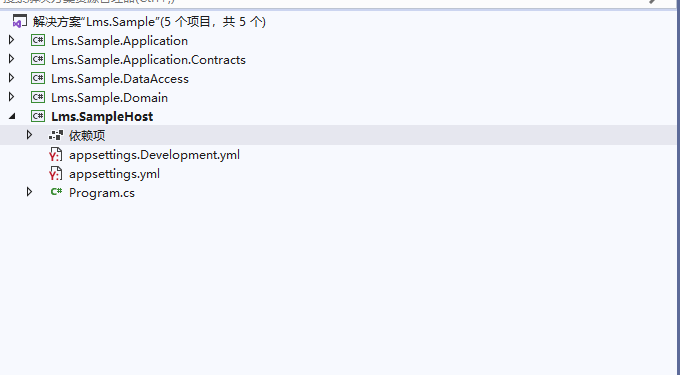 解决方案"Lms.Sample"(5 个项目，共 5 个)
C# Lms.Sample.Application
C# Lms.Sample.Application.Contracts
C# Lms.Sample.DataAccess
C# Lms.Sample.Domain
C# Lms.SampleHost
依赖项
Y: appsettings.Development.yml
Y: appsettings.yml
C# Program.cs